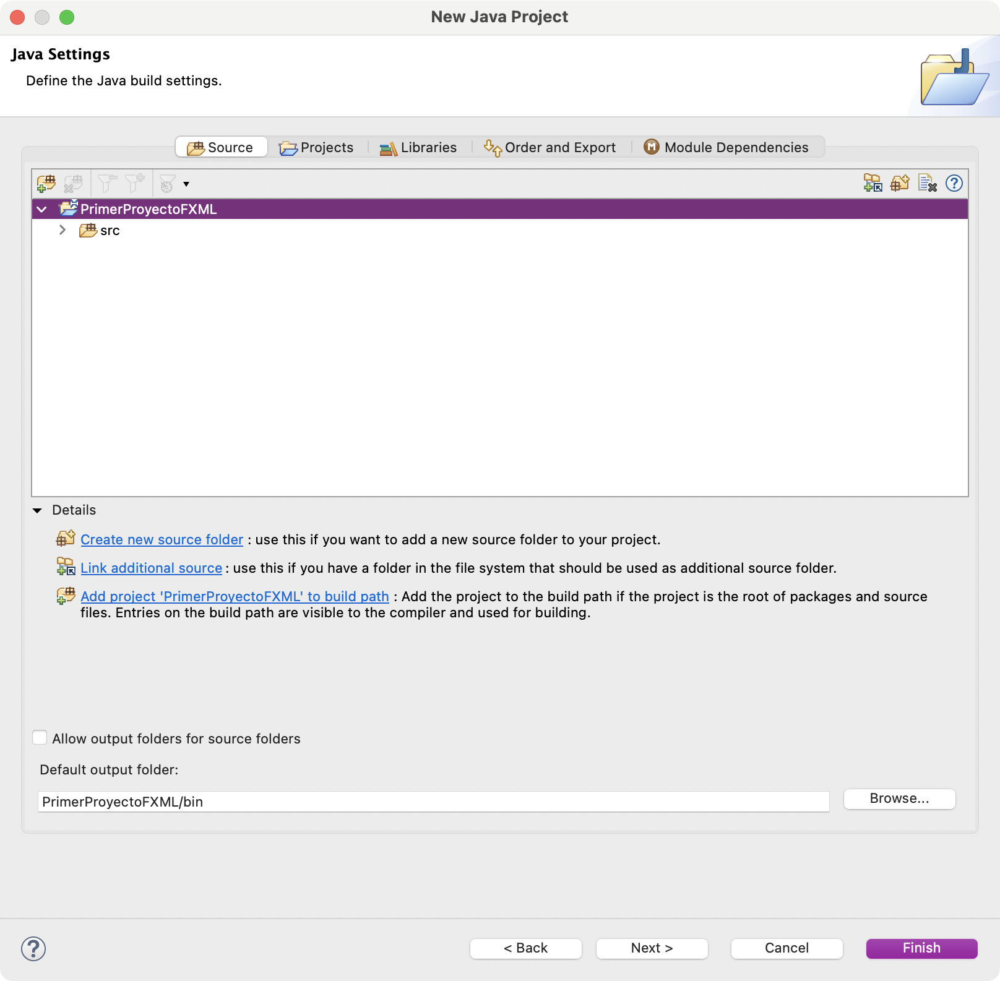 New Java Project
Java Settings
Define the Java build settings.
Source
Projects
Libraries
Order and Export
M
Module Dependencies
?
PrimerProyectoFXML
src
Details
Create new source folder : use this if you want to add a new source folder to your project.
Link additional source : use this if you have a folder in the file system that should be used as additional source folder.
Add project 'PrimerProyectoFXML' to build path : Add the project to the build path if the project is the root of packages and source
files. Entries on the build path are visible to the compiler and used for building.
Allow output folders for source folders
Default output folder:
PrimerProyectoFXML/bin
Browse...
?
< Back
Next >
Cancel
Finish